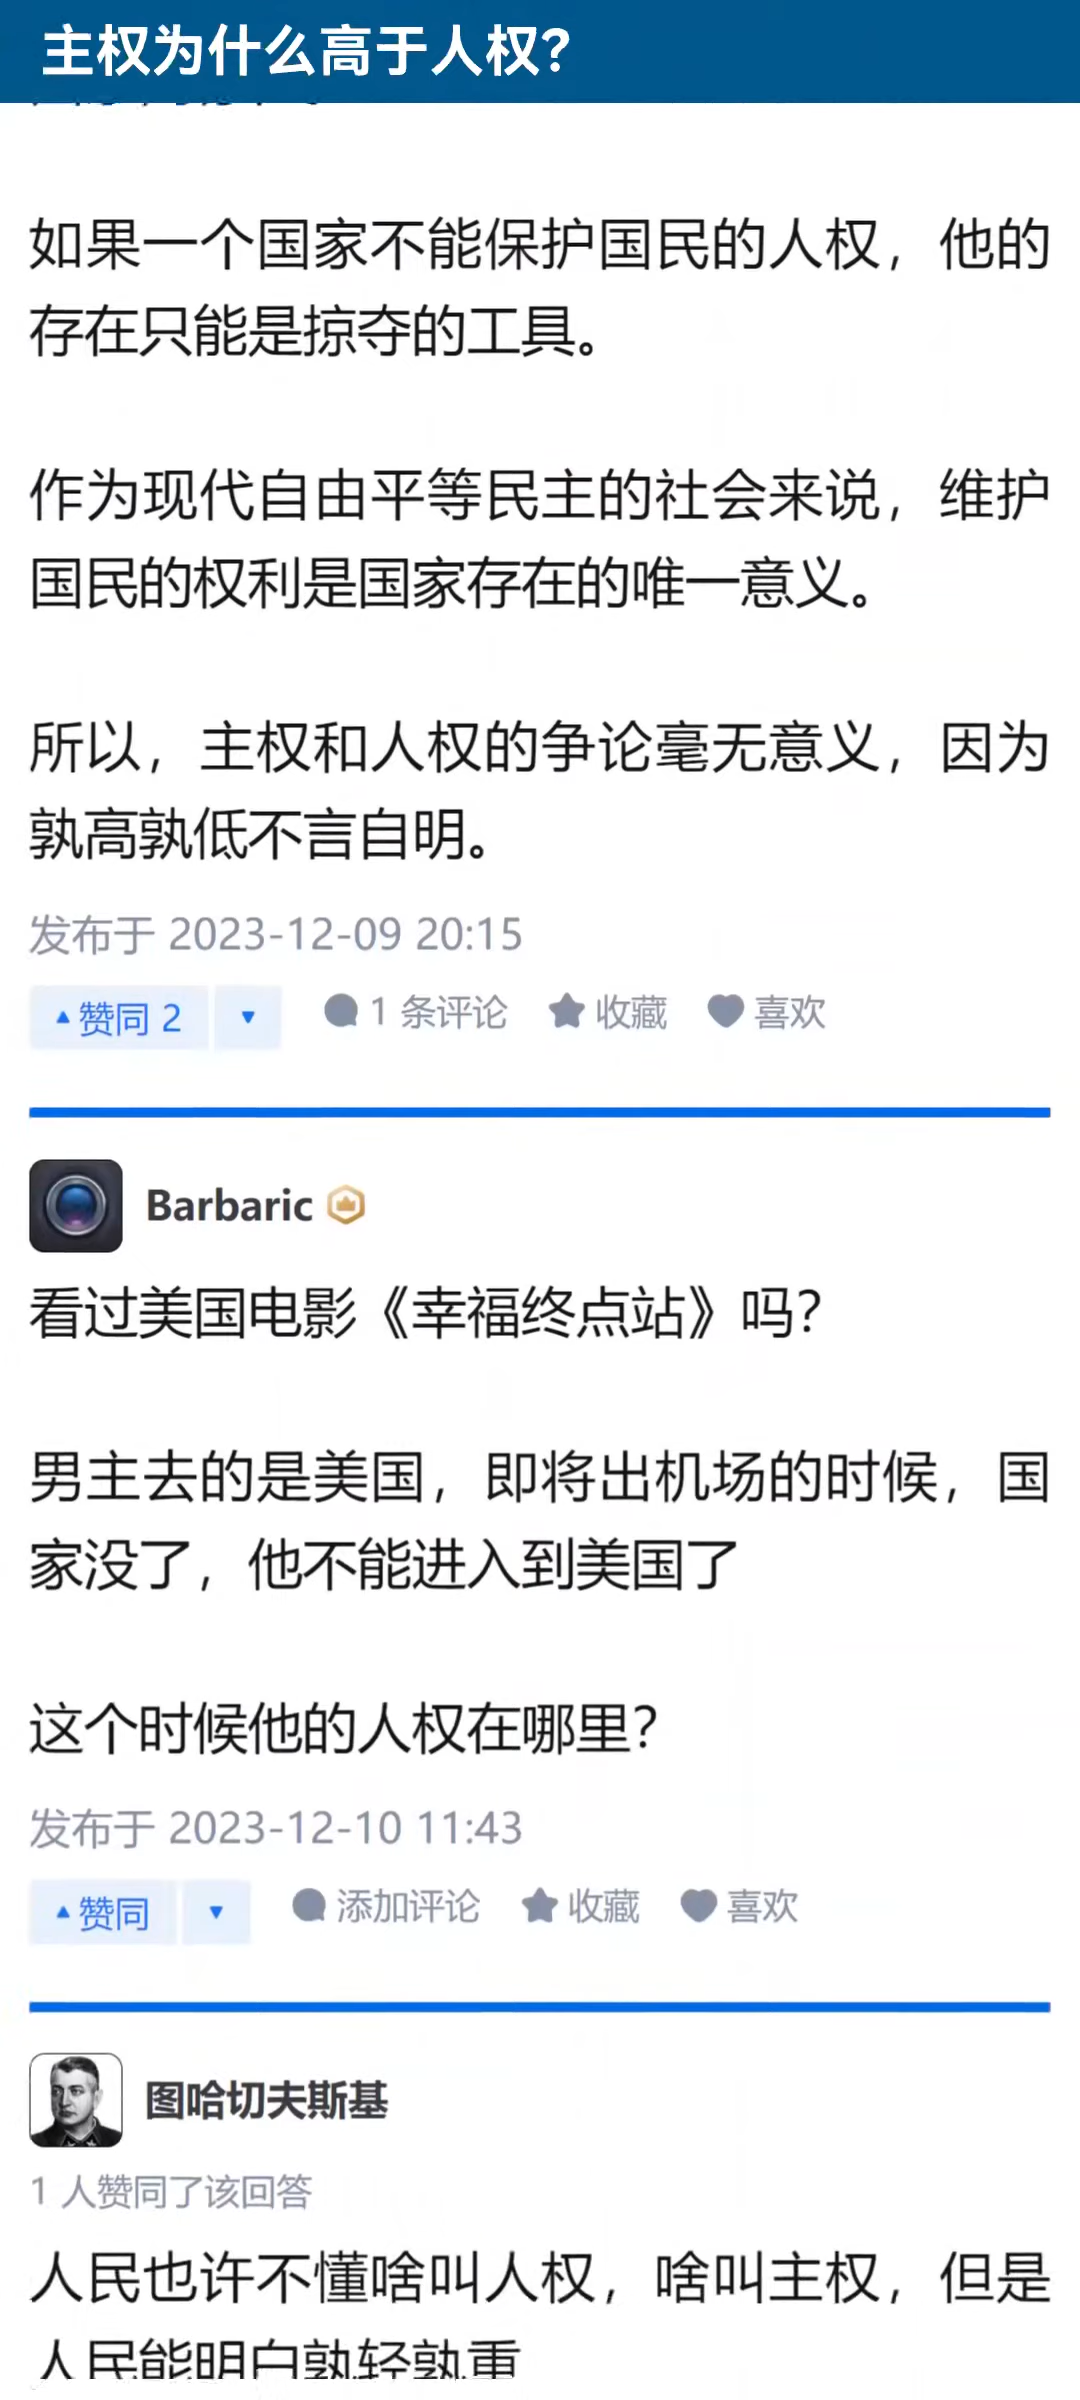 主权为什么高于人权？
如果一个国家不能保护国民的人权，他的
存在只能是掠夺的工具。
作为现代自由平等民主的社会来说，维护
国民的权利是国家存在的唯一意义。
所以，主权和人权的争论毫无意义，因为
孰高孰低不言自明。
发布于 2023-12-09 20:15
赞同 2 1 条评论 收藏 喜欢
Barbaric
看过美国电影《幸福终点站》吗？
男主去的是美国，即将出机场的时候，国
家没了，他不能进入到美国了
这个时候他的人权在哪里？
发布于 2023-12-10 11:43
赞同 添加评论 收藏 喜欢
图哈切夫斯基
1 人赞同了该回答
人民也许不懂啥叫人权，啥叫主权，但是
人民能明白孰轻孰重